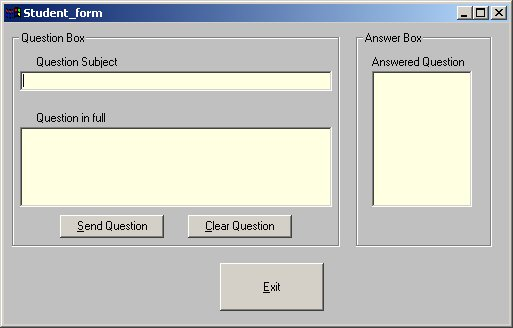 Student_form
Question Box
Question Subject
Question in full
Send Question
Clear Question
Answer Box
Answered Question
Exit